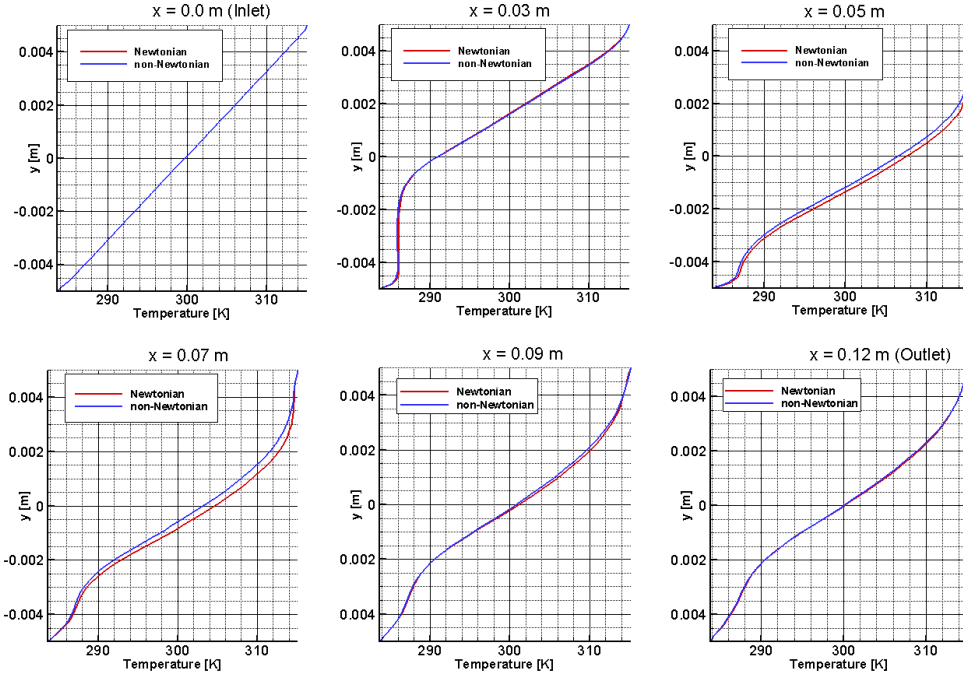 x = 0.0 m (Inlet)
0.004
0.002
0
-0.002
-0.004
y [m]
Newtonian
non-Newtonian
290
300
310
Temperature [K]
x = 0.03 m
0.004
0.002
0
-0.002
-0.004
y [m]
Newtonian
non-Newtonian
290
300
310
Temperature [K]
x = 0.05 m
0.004
0.002
0
-0.002
-0.004
y [m]
Newtonian
non-Newtonian
290
300
310
Temperature [K]
x = 0.07 m
0.004
0.002
0
-0.002
-0.004
y [m]
Newtonian
non-Newtonian
290
300
310
Temperature [K]
x = 0.09 m
0.004
0.002
0
0.002
0.004
y [m]
Newtonian
non-Newtonian
290
300
310
Temperature [K]
x = 0.12 m (Outlet)
0.004
0.002
0
0.002
0.004
y [m]
Newtonian
non-Newtonian
290
300
310
Temperature [K]